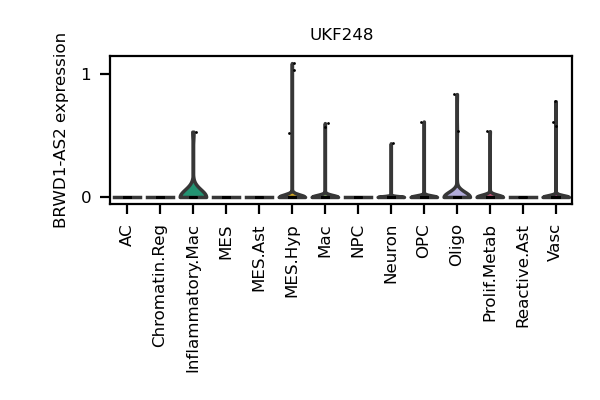 UKF248
BRWD1-AS2 expression
1
0
AC
Chromatin.Reg
Inflammatory.Mac
MES
MES.Ast
MES.Hyp
Mac
NPC
Neuron
OPC
Oligo
Prolif.Metab
Reactive.Ast
Vasc